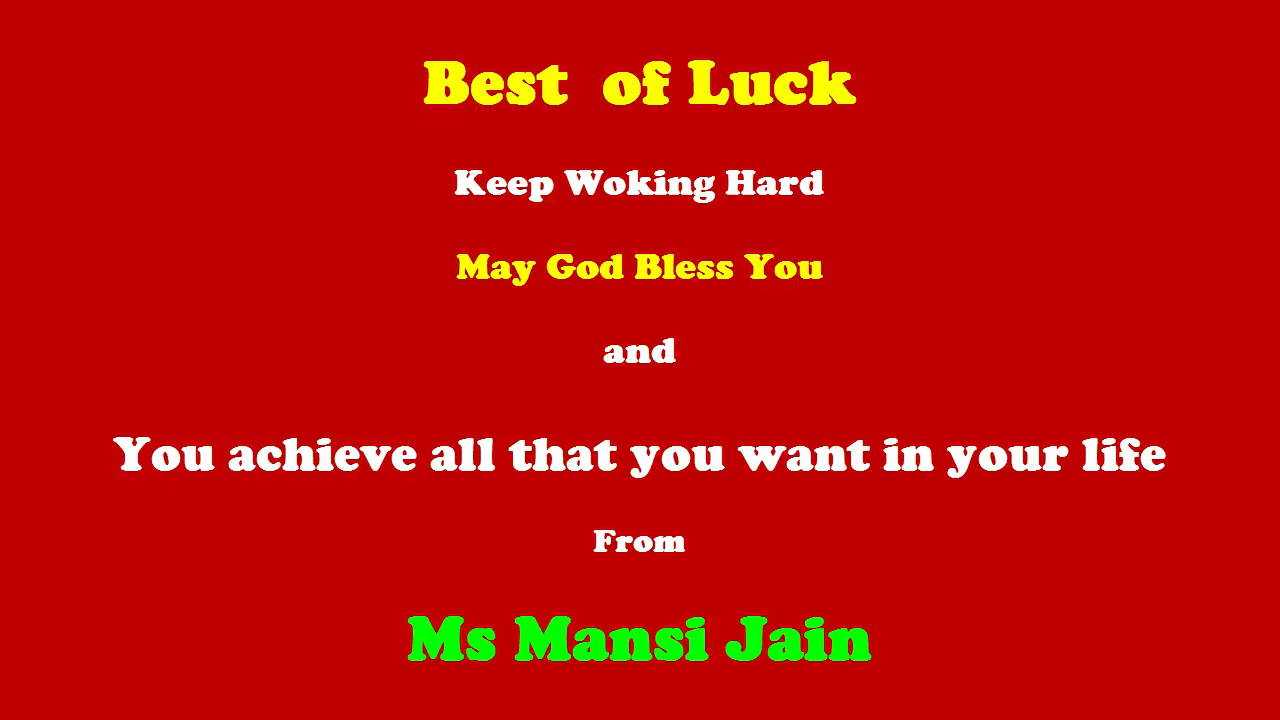 Best of Luck
Keep Woking Hard
May God Bless You
and
You achieve all that you want in your life
From
Ms Mansi Jain